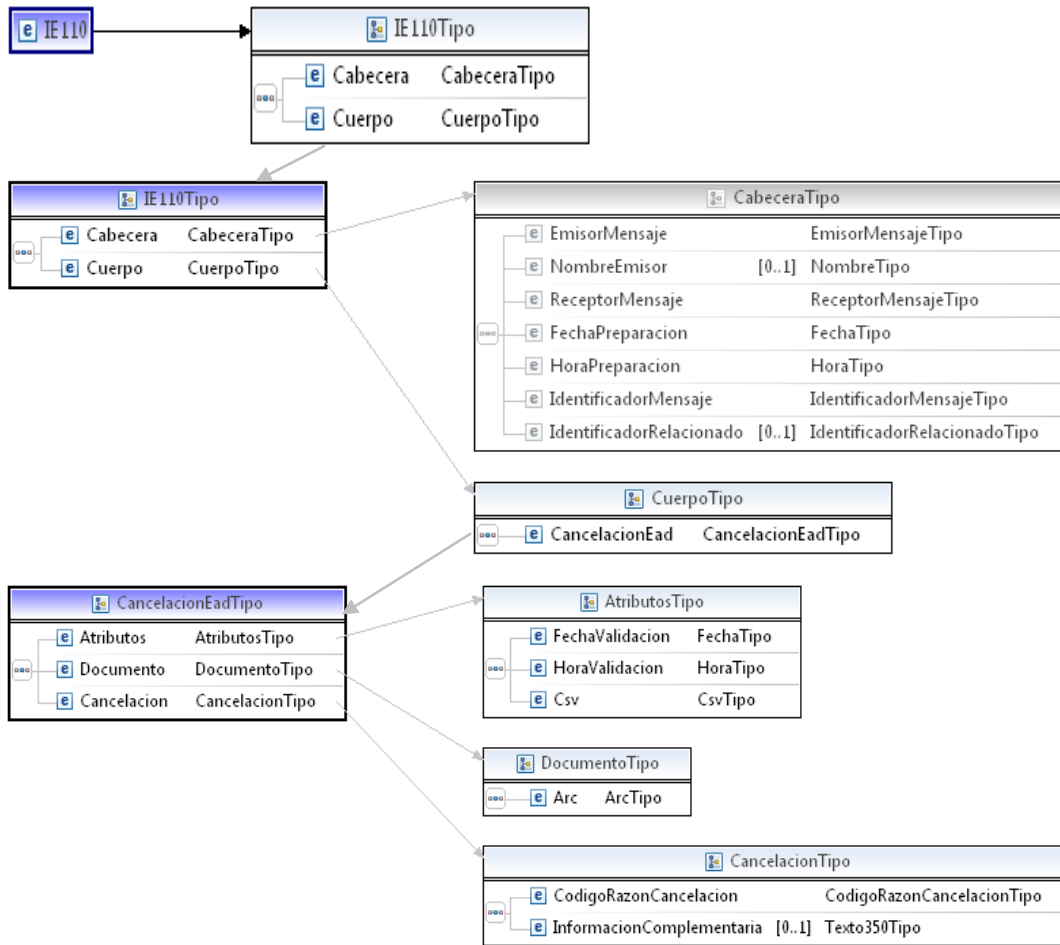 e IE110
IE110Tipo
e Cabecera CabeceraTipo
e Cuerpo CuerpoTipo
IE110Tipo
e Cabecera CabeceraTipo
e Cuerpo CuerpoTipo
CabeceraTipo
e EmisorMensaje EmisorMensajeTipo
e NombreEmisor [0..1] NombreTipo
e ReceptorMensaje ReceptorMensajeTipo
e FechaPreparacion FechaTipo
e HoraPreparacion HoraTipo
e IdentificadorMensaje IdentificadorMensajeTipo
e IdentificadorRelacionado [0..1] IdentificadorRelacionadoTipo
CuerpoTipo
e CancelacionEad CancelacionEadTipo
CancelacionEadTipo
e Atributos AtributosTipo
e Documento DocumentoTipo
e Cancelacion CancelacionTipo
AtributosTipo
e FechaValidacion FechaTipo
e HoraValidacion HoraTipo
e Csv CsvTipo
DocumentoTipo
e Arc ArcTipo
CancelacionTipo
e CodigoRazonCancelacion CodigoRazonCancelacionTipo
e InformacionComplementaria [0..1] Texto350Tipo